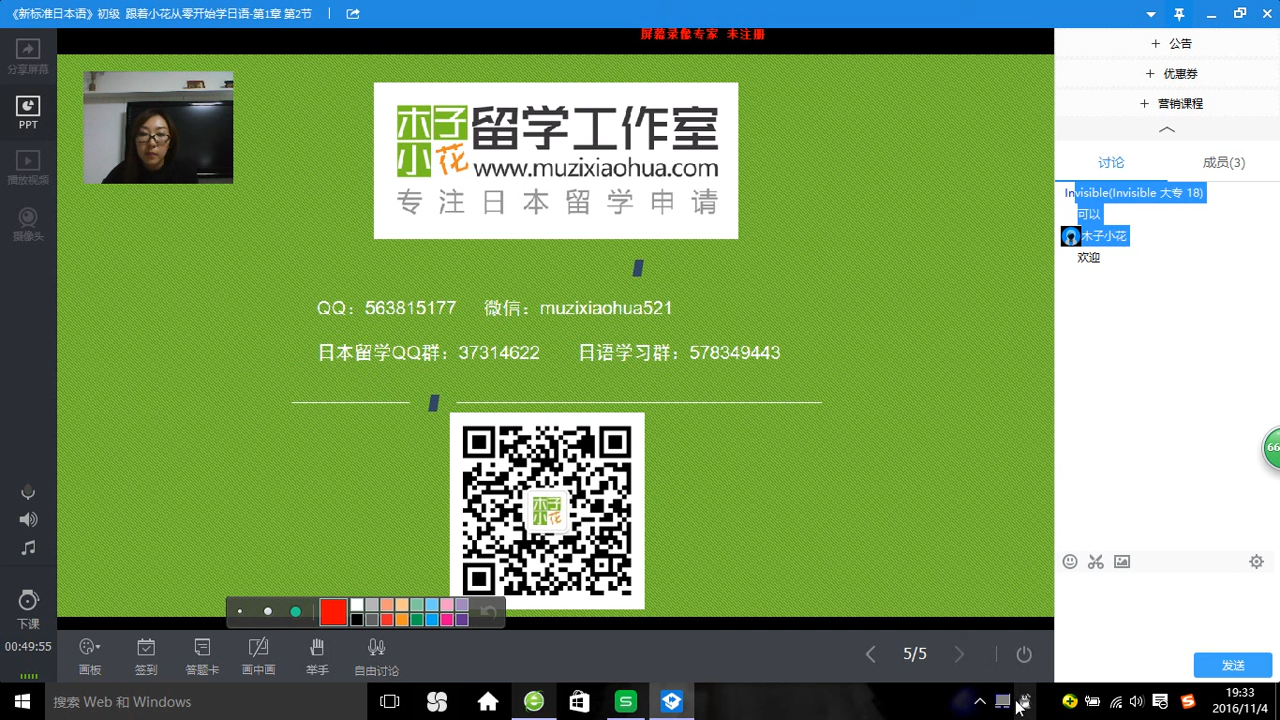 《新标准日本语》初级 跟着小花从零开始学日语-第1章 第2节
屏幕录像专家 未注册
分享屏幕
PPT
播放视频
摄像头
木子小花
留学工作室
www.muzixiaohua.com
专注日本留学申请
QQ：563815177 微信：muzixiaohua521
日本留学QQ群：37314622 日语学习群：578349443
木子小花
公告
优惠券
营销课程
讨论 成员(3)
Invisible(Invisible 大专 18)
可以
木子小花
欢迎
66
下课
00:49:55
画板 签到 答题卡 画中画 举手 自由讨论
5/5
发送
搜索 Web 和 Windows
19:33
2016/11/4